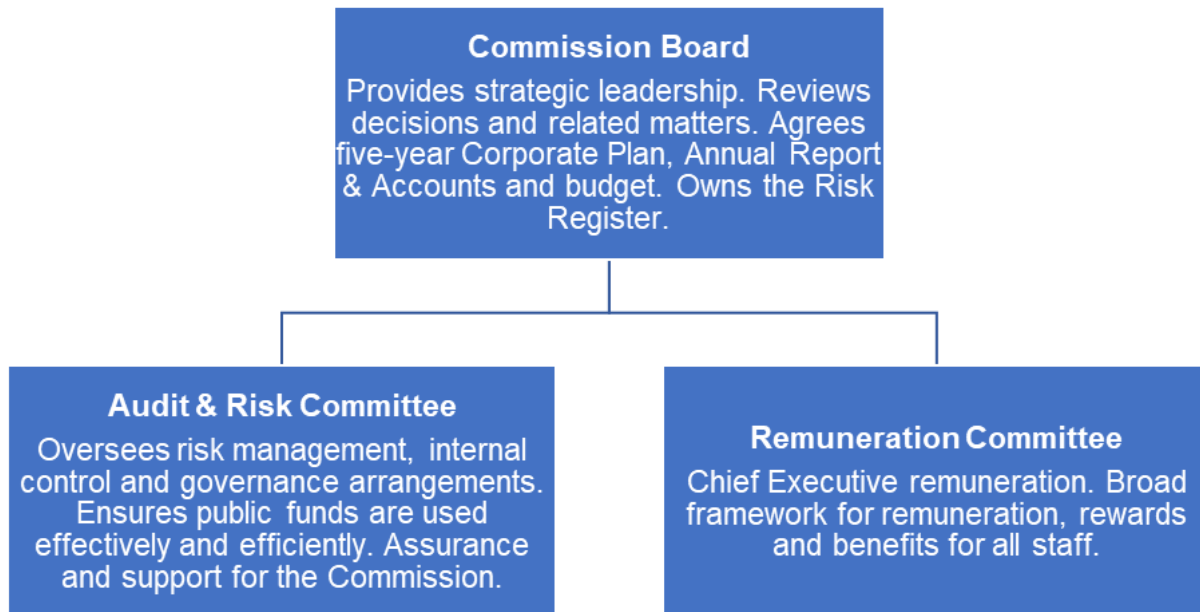 Commission Board
Provides strategic leadership. Reviews
decisions and related matters. Agrees
five-year Corporate Plan, Annual Report
& Accounts and budget. Owns the Risk
Register.
Audit & Risk Committee
Oversees risk management, internal
control and governance arrangements.
Ensures public funds are used
effectively and efficiently. Assurance
and support for the Commission.
Remuneration Committee
Chief Executive remuneration. Broad
framework for remuneration, rewards
and benefits for all staff.